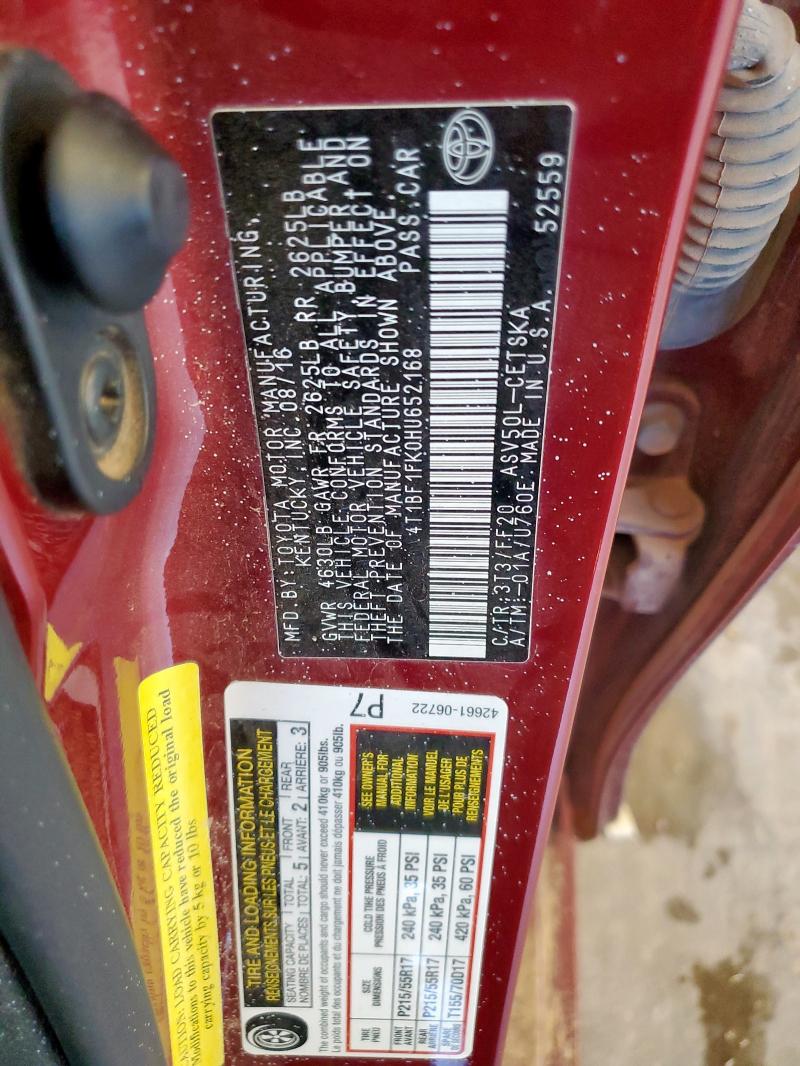 MFD.BY: TOYOTA MOTOR MANUFACTURING,
KENTUCKY,INC. 08/16
GVWR 4630LB GAWR FR 2625LB RR 2625LB
THIS VEHICLE CONFORMS TO ALL APPLICABLE
FEDERAL MOTOR VEHICLE SAFETY, BUMPER AND
THEFT PREVENTION STANDARDS IN EFFECT ON
THE DATE OF MANUFACTURE SHOWN ABOVE.
4T1BF1FK0HU652168 PASS.CAR
C/TR:3T3/FF20 ASV50L-CETSKA
A/TM:-01A/U760E MADE IN U.S.A. 52559
CAUTION: LOAD CARRYING CAPACITY REDUCED
Modifications to this vehicle have reduced the original load
carrying capacity by 5 kg or 10 lbs
TIRE AND LOADING INFORMATION
RENSEIGNEMENTS SUR LES PNEUS ET LE CHARGEMENT
SEATING CAPACITY TOTAL 5 FRONT 2 REAR 3
NOMBRE DE PLACES TOTAL: AVANT: ARRIÈRE:
The combined weight of occupants and cargo should never exceed 410kg or 905lbs.
Le poids total des occupants et du chargement ne doit jamais dépasser 410kg ou 905lb.
TIRE SIZE COLD TIRE PRESSURE
PNEU DIMENSIONS PRESSION DES PNEUS À FROID
FRONT
AVANT
P215/55R17 240 kPa, 35 PSI
REAR
ARRIÈRE
P215/55R17 240 kPa, 35 PSI
SPARE
DE SECOURS
T155/70D17 420 kPa, 60 PSI
SEE OWNER'S
MANUAL FOR
ADDITIONAL
INFORMATION
VOIR LE MANUEL
DE L'USAGER
POUR PLUS DE
RENSEIGNEMENTS
P7
42661-06722